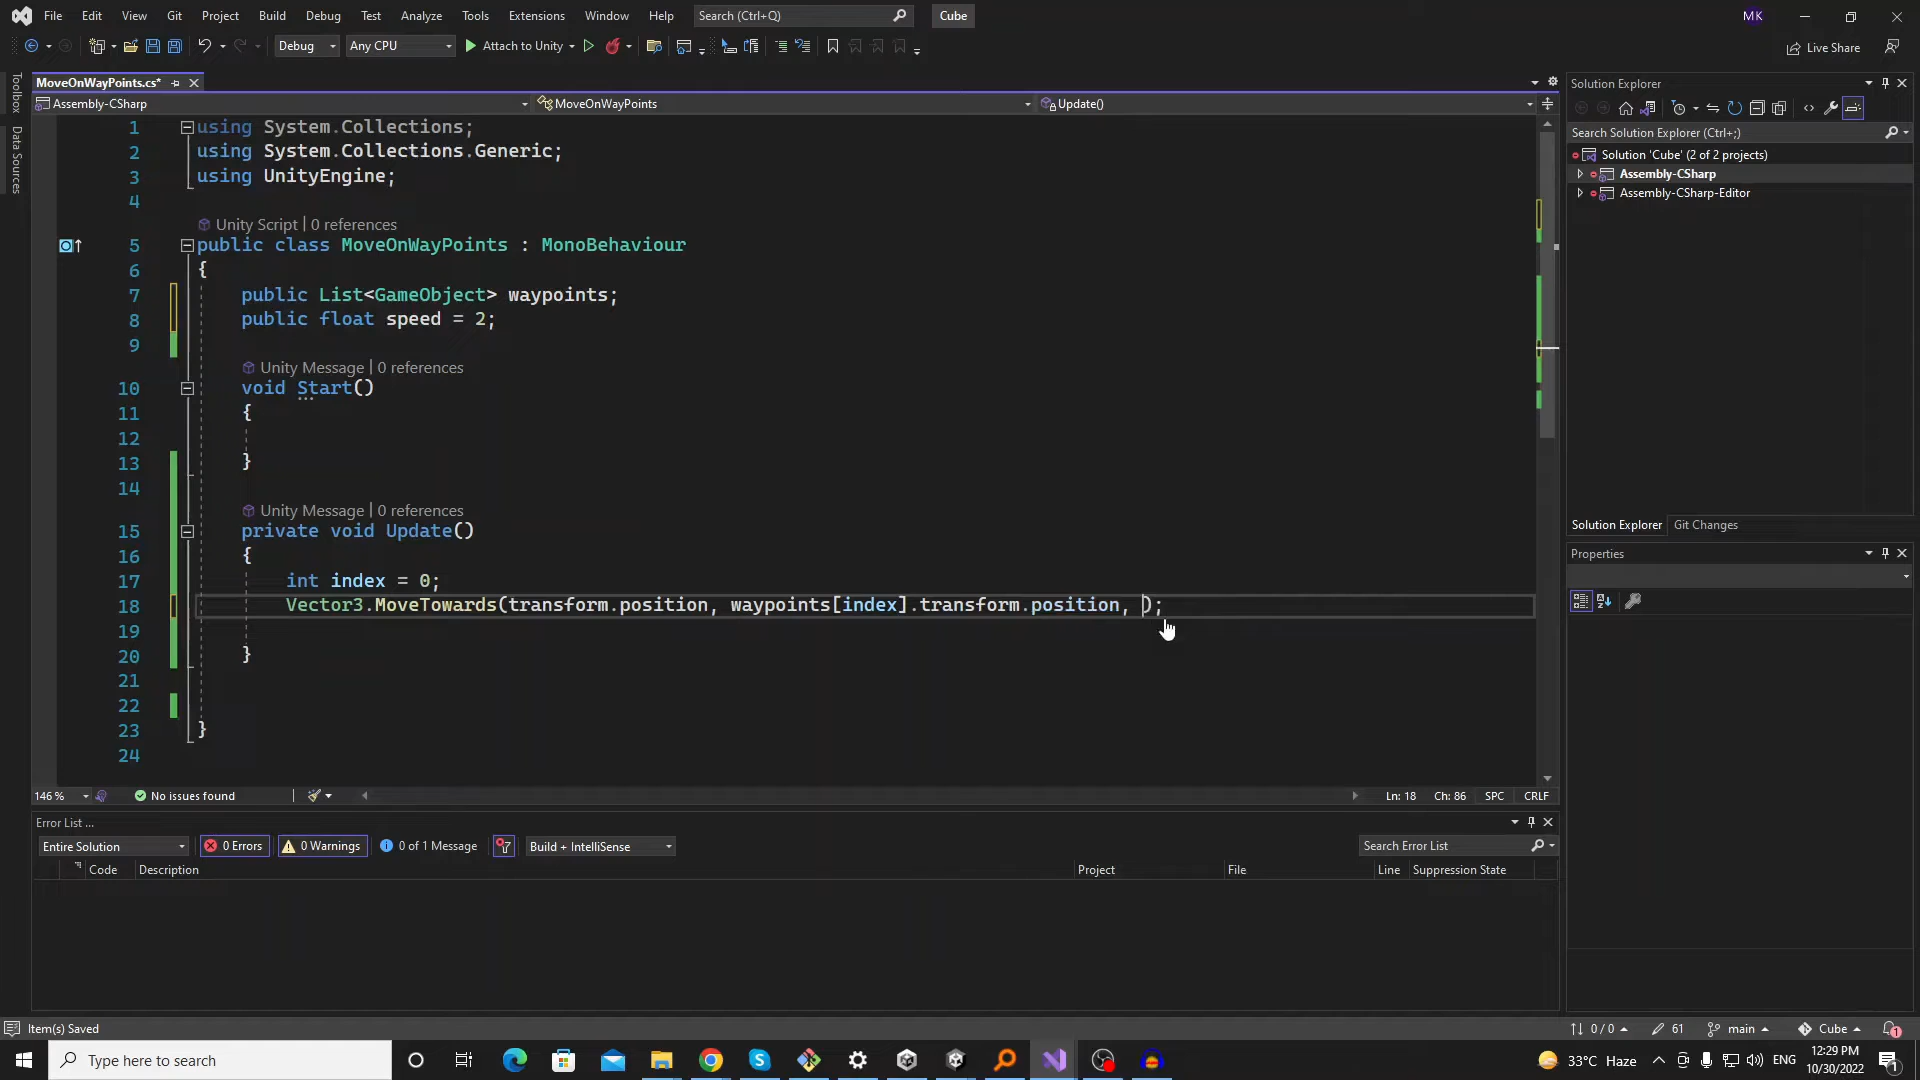 File Edit View Git Project Build Debug Test Analyze Tools Extensions Window Help Search (Ctrl+Q) Cube MK
Debug Any CPU Attach to Unity Live Share
Toolbox
Data Sources
MoveOnWayPoints.cs*
Assembly-CSharp MoveOnWayPoints Update()
1 using System.Collections;
2 using System.Collections.Generic;
3 using UnityEngine;
4
Unity Script | 0 references
5 public class MoveOnWayPoints : MonoBehaviour
6 {
7 public List<GameObject> waypoints;
8 public float speed = 2;
9
Unity Message | 0 references
10 void Start()
11 {
12
13 }
14
Unity Message | 0 references
15 private void Update()
16 {
17 int index = 0;
18 Vector3.MoveTowards(transform.position, waypoints[index].transform.position, );
19
20 }
21
22
23 }
24
146 % No issues found Ln: 18 Ch: 86 SPC CRLF
Solution Explorer
Search Solution Explorer (Ctrl+;)
Solution 'Cube' (2 of 2 projects)
Assembly-CSharp
Assembly-CSharp-Editor
Solution Explorer Git Changes
Properties
Error List ...
Entire Solution 0 Errors 0 Warnings 0 of 1 Message Build + IntelliSense Search Error List
Code Description Project File Line Suppression State
Item(s) Saved 0 / 0 61 main Cube 1
Type here to search 33°C Haze ENG 12:29 PM
10/30/2022 1